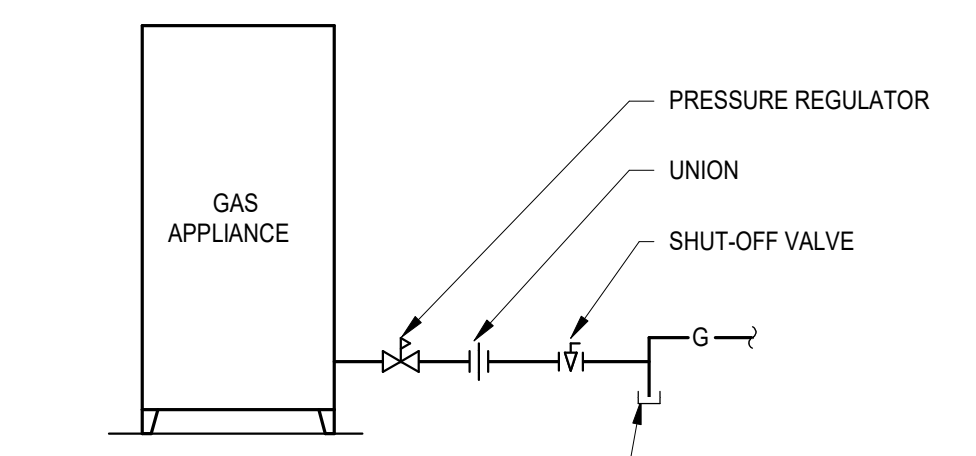 PRESSURE REGULATOR
UNION
GAS
APPLIANCE
SHUT-OFF VALVE
G